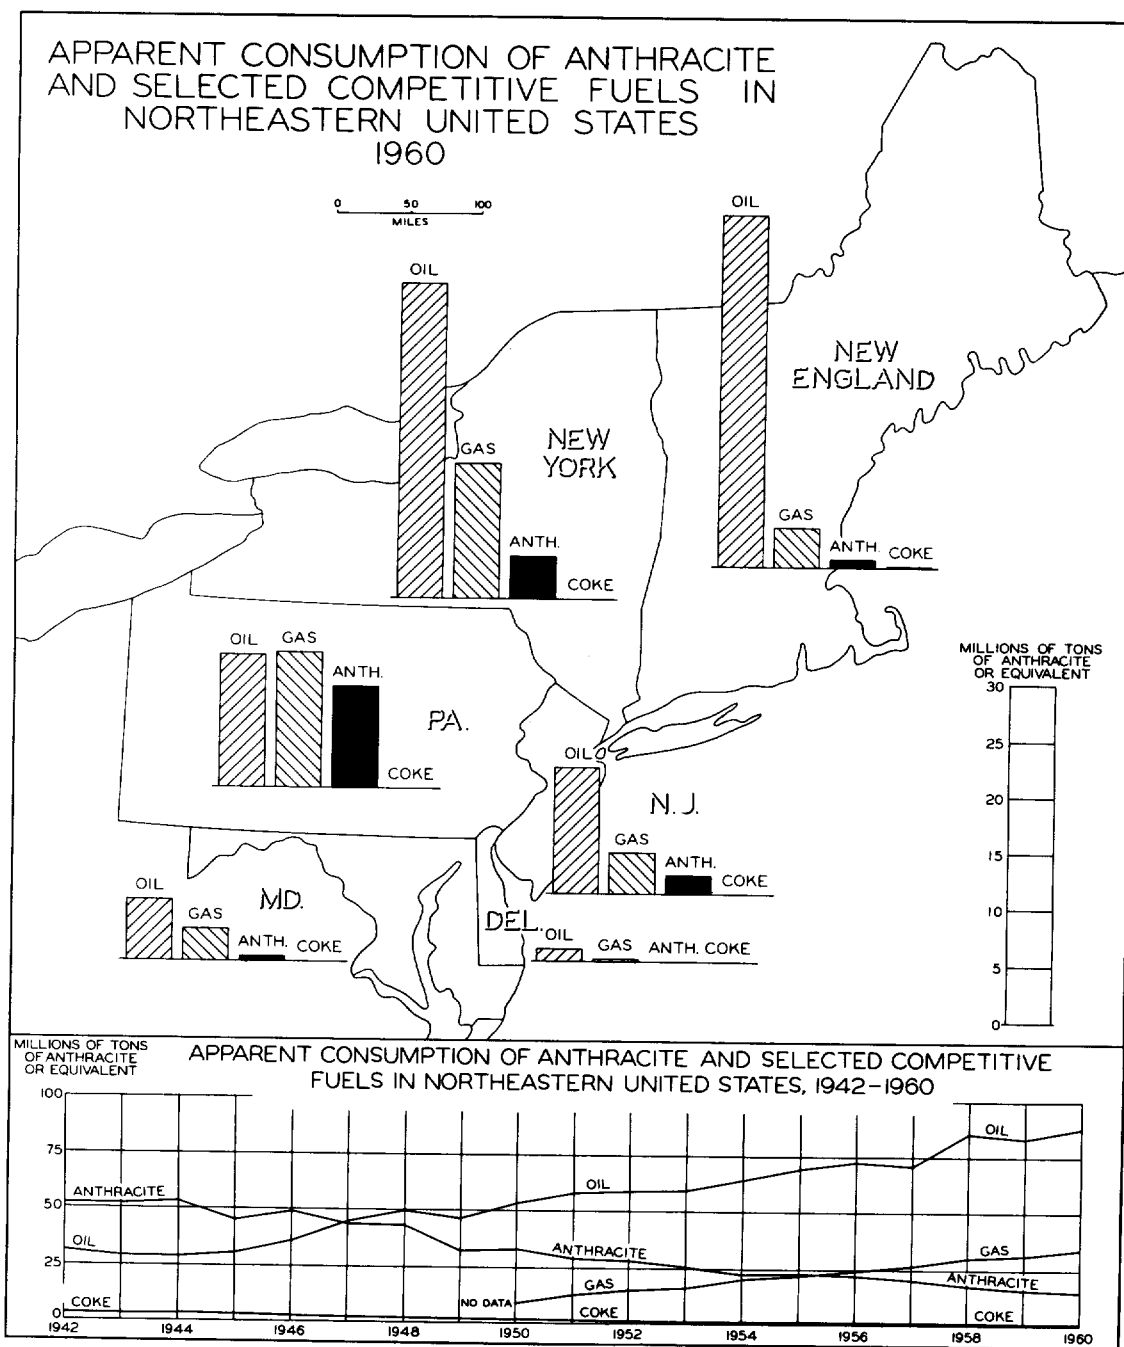 APPARENT CONSUMPTION OF ANTHRACITE
AND SELECTED COMPETITIVE FUELS IN
NORTHEASTERN UNITED STATES
1960
0 50 100
MILES
OIL
GAS
ANTH.
COKE
NEW
YORK
OIL
GAS
ANTH.
COKE
NEW
ENGLAND
OIL
GAS
ANTH.
COKE
PA.
OIL
GAS
ANTH.
COKE
N. J.
OIL
GAS
ANTH.
COKE
MD.
DEL.
OIL
GAS
ANTH.
COKE
MILLIONS OF TONS
OF ANTHRACITE
OR EQUIVALENT
30
25
20
15
10
5
0
MILLIONS OF TONS
OF ANTHRACITE
OR EQUIVALENT
APPARENT CONSUMPTION OF ANTHRACITE AND SELECTED COMPETITIVE
FUELS IN NORTHEASTERN UNITED STATES, 1942-1960
100
75
50
25
0
ANTHRACITE
OIL
COKE
OIL
ANTHRACITE
NO DATA
GAS
COKE
OIL
GAS
ANTHRACITE
COKE
1942 1944 1946 1948 1950 1952 1954 1956 1958 1960